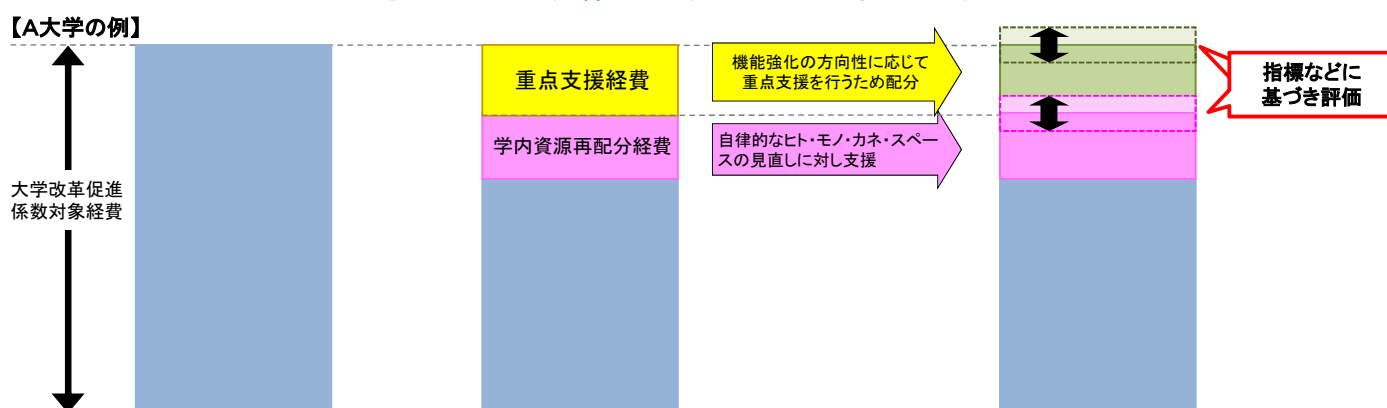 【A大学の例】
重点支援経費
機能強化の方向性に応じて
重点支援を行うため配分
指標などに
基づき評価
学内資源再配分経費
自律的なヒト・モノ・カネ・スペー
スの見直しに対し支援
大学改革促進
係数対象経費